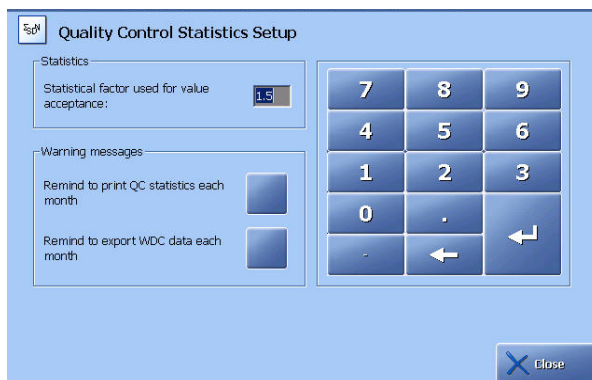 ΣSDN
Quality Control Statistics Setup
Statistics
Statistical factor used for value
acceptance:
1.5
Warning messages
Remind to print QC statistics each
month
Remind to export WDC data each
month
7 8 9
4 5 6
1 2 3
0 .
-
Close